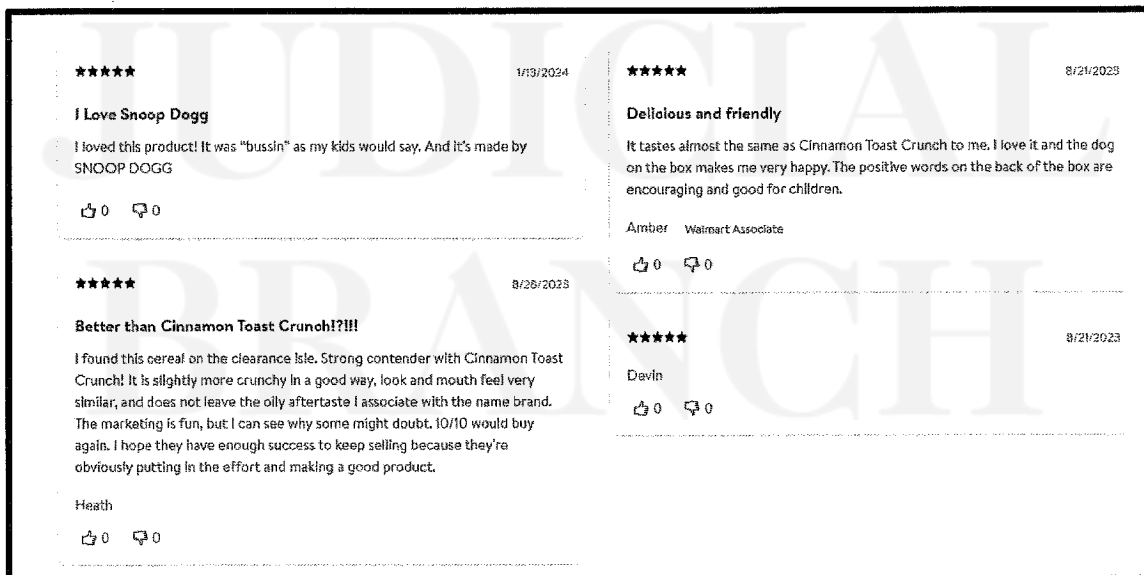 JUDICIAL
BRANCH
★★★★★ 1/13/2024
I Love Snoop Dogg
I loved this product! It was "bussin" as my kids would say. And it's made by
SNOOP DOGG
0 0
★★★★★ 8/26/2023
Better than Cinnamon Toast Crunch!?!!!
I found this cereal on the clearance isle. Strong contender with Cinnamon Toast
Crunch! It is slightly more crunchy in a good way, look and mouth feel very
similar, and does not leave the oily aftertaste I associate with the name brand.
The marketing is fun, but I can see why some might doubt. 10/10 would buy
again. I hope they have enough success to keep selling because they're
obviously putting in the effort and making a good product.
Heath
0 0
★★★★★ 8/21/2023
Delicious and friendly
It tastes almost the same as Cinnamon Toast Crunch to me. I love it and the dog
on the box makes me very happy. The positive words on the back of the box are
encouraging and good for children.
Amber Walmart Associate
0 0
★★★★★ 8/21/2023
Devin
0 0